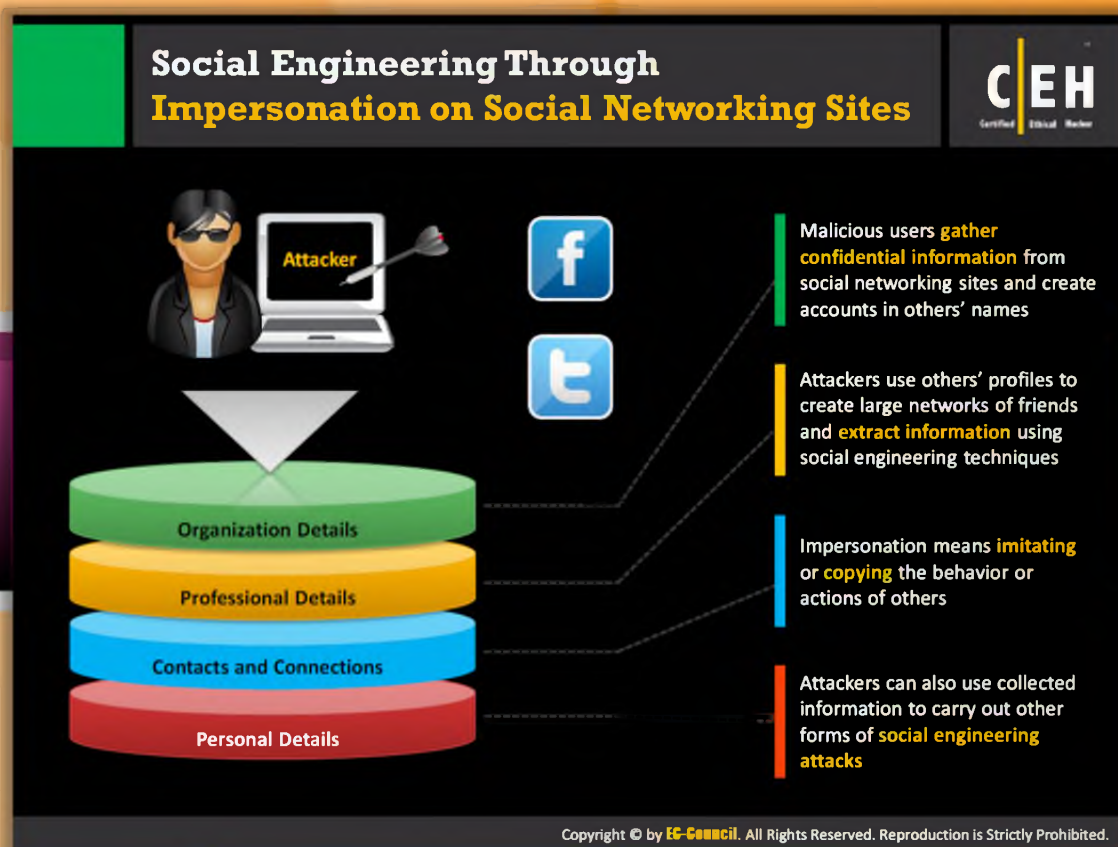 Social Engineering Through
Impersonation on Social Networking Sites
C|EH
Certified Ethical Hacker
Attacker
f
t
Organization Details
Professional Details
Contacts and Connections
Personal Details
Malicious users gather
confidential information from
social networking sites and create
accounts in others’ names
Attackers use others’ profiles to
create large networks of friends
and extract information using
social engineering techniques
Impersonation means imitating
or copying the behavior or
actions of others
Attackers can also use collected
information to carry out other
forms of social engineering
attacks
Copyright © by EC-Council. All Rights Reserved. Reproduction is Strictly Prohibited.